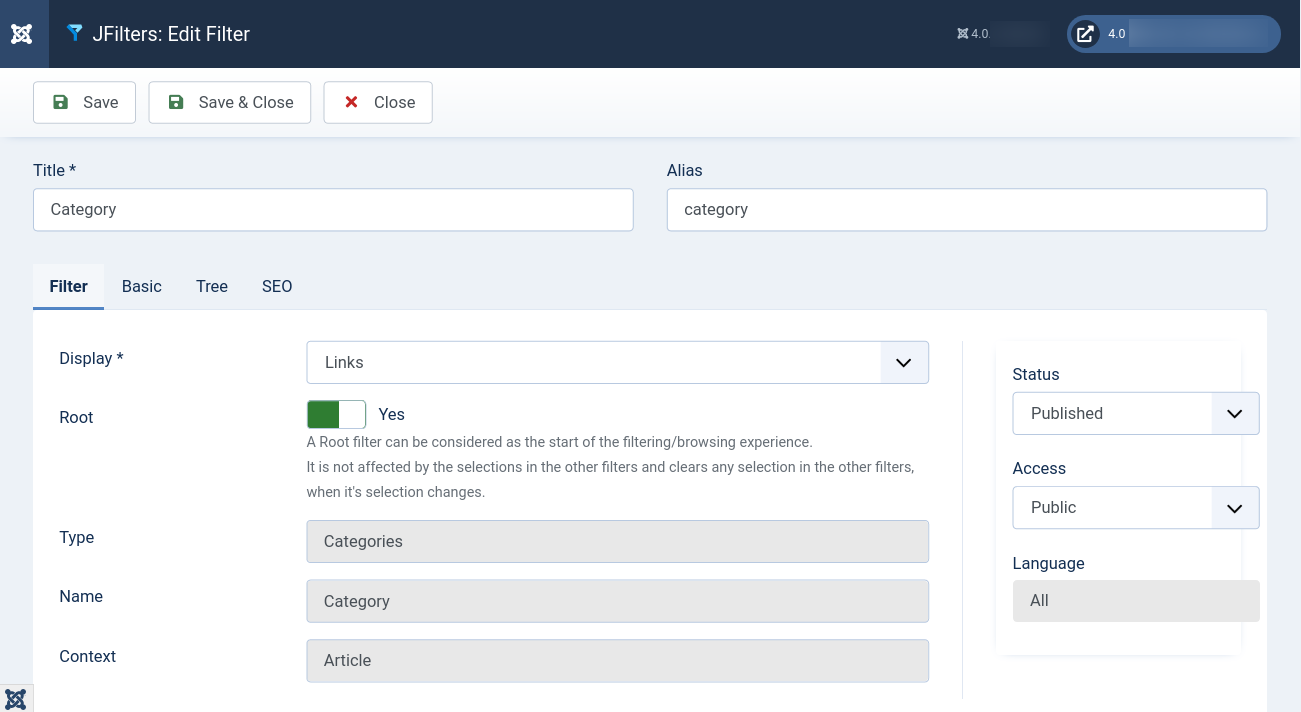 JFilters: Edit Filter
4.0.
4.0
Save
Save & Close
Close
Title *
Alias
Category
category
Filter
Basic
Tree
SEO
Display *
Links
Root
Yes
A Root filter can be considered as the start of the filtering/browsing experience.
It is not affected by the selections in the other filters and clears any selection in the other filters,
when it's selection changes.
Type
Categories
Name
Category
Context
Article
Status
Published
Access
Public
Language
All